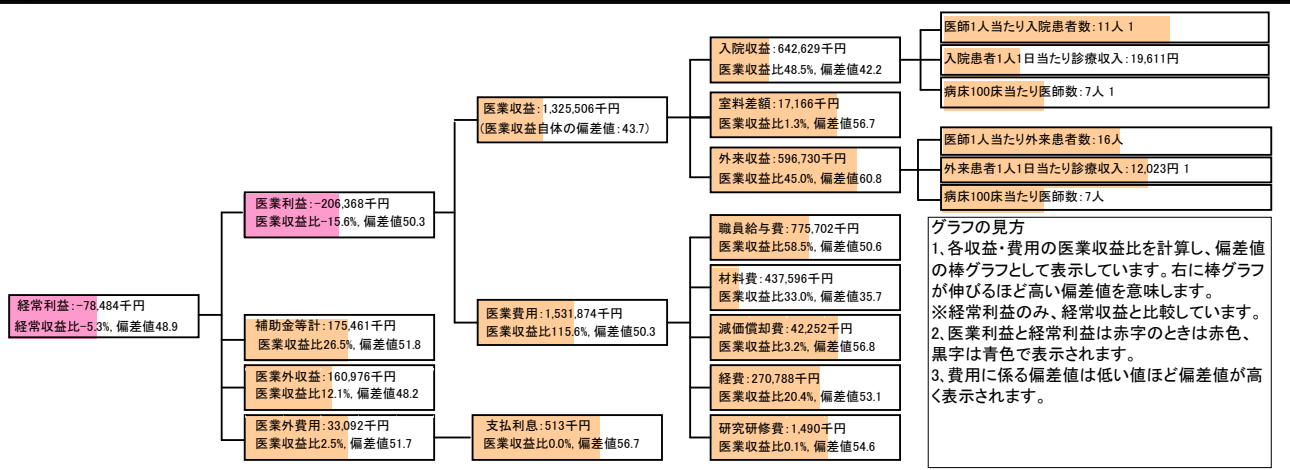 経常利益:-78,484千円
経常収益比-5.3%, 偏差値48.9
医業利益:-206,368千円
医業収益比-15.6%, 偏差値50.3
補助金等計:175,461千円
医業収益比26.5%, 偏差値51.8
医業外収益:160,976千円
医業収益比12.1%, 偏差値48.2
医業外費用:33,092千円
医業収益比2.5%, 偏差値51.7
医業収益:1,325,506千円
(医業収益自体の偏差値:43.7)
医業費用:1,531,874千円
医業収益比115.6%, 偏差値50.3
支払利息:513千円
医業収益比0.0%, 偏差値56.7
入院収益:642,629千円
医業収益比48.5%, 偏差値42.2
室料差額:17,166千円
医業収益比1.3%, 偏差値56.7
外来収益:596,730千円
医業収益比45.0%, 偏差値60.8
職員給与費:775,702千円
医業収益比58.5%, 偏差値50.6
材料費:437,596千円
医業収益比33.0%, 偏差値35.7
減価償却費:42,252千円
医業収益比3.2%, 偏差値56.8
経費:270,788千円
医業収益比20.4%, 偏差値53.1
研究研修費:1,490千円
医業収益比0.1%, 偏差値54.6
医師1人当たり入院患者数:11人 1
入院患者1人1日当たり診療収入:19,611円
病床100床当たり医師数:7人 1
医師1人当たり外来患者数:16人
外来患者1人1日当たり診療収入:12,023円 1
病床100床当たり医師数:7人
グラフの見方
1、各収益・費用の医業収益比を計算し、偏差値
の棒グラフとして表示しています。右に棒グラフ
が伸びるほど高い偏差値を意味します。
※経常利益のみ、経常収益と比較しています。
2、医業利益と経常利益は赤字のときは赤色、
黒字は青色で表示されます。
3、費用に係る偏差値は低い値ほど偏差値が高
く表示されます。